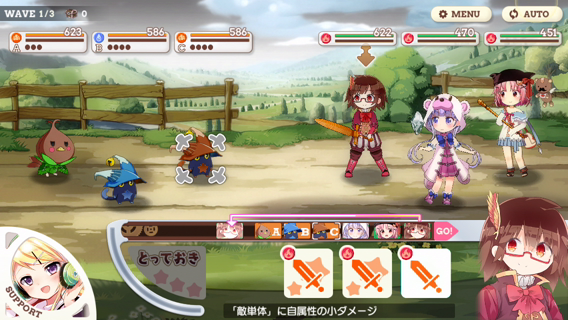 WAVE 1/3 0
MENU
AUTO
623
A
586
B
586
C
622
470
451
A B C GO!
とっておき
SUPPORT
「敵単体」に自属性の小ダメージ